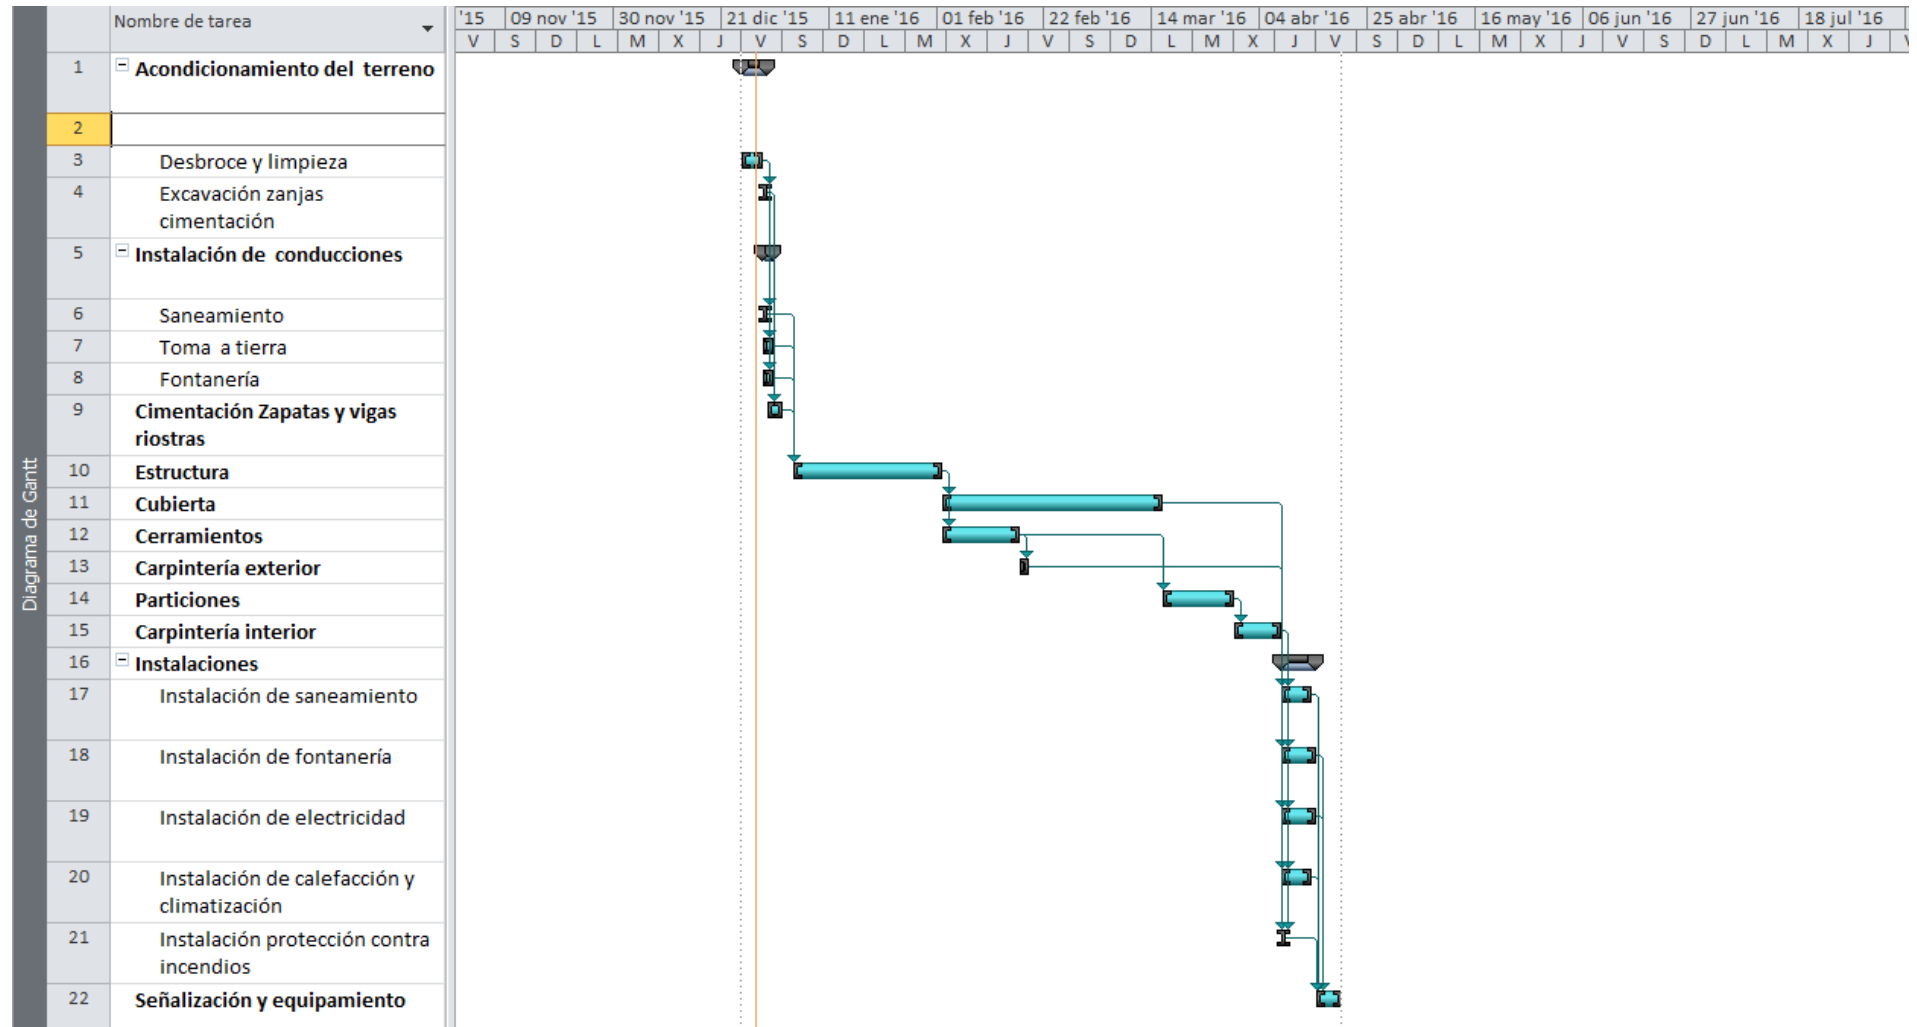 Nombre de tarea
'15 09 nov '15 30 nov '15 21 dic '15 11 ene '16 01 feb '16 22 feb '16 14 mar '16 04 abr '16 25 abr '16 16 may '16 06 jun '16 27 jun '16 18 jul '16
V S D L M X J V S D L M X J V S D L M X J V S D L M X J V S D L M X J V
1 Acondicionamiento del terreno
2
3 Desbroce y limpieza
4 Excavación zanjas
cimentación
5 Instalación de conducciones
6 Saneamiento
7 Toma a tierra
8 Fontanería
9 Cimentación Zapatas y vigas
riostras
10 Estructura
11 Cubierta
12 Cerramientos
13 Carpintería exterior
14 Particiones
15 Carpintería interior
16 Instalaciones
17 Instalación de saneamiento
18 Instalación de fontanería
19 Instalación de electricidad
20 Instalación de calefacción y
climatización
21 Instalación protección contra
incendios
22 Señalización y equipamiento
Diagrama de Gantt